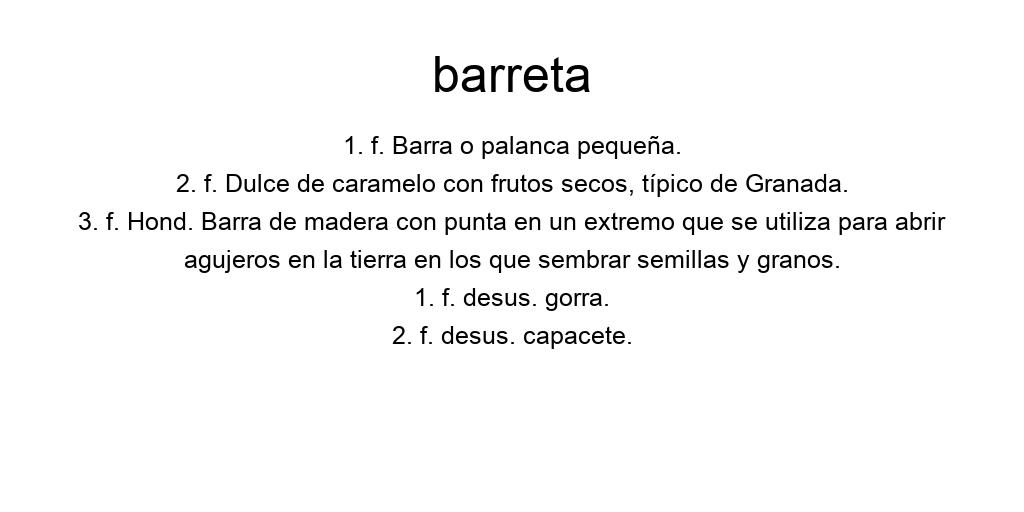 barreta
1. f. Barra o palanca pequeña.
2. f. Dulce de caramelo con frutos secos, típico de Granada.
3. f. Hond. Barra de madera con punta en un extremo que se utiliza para abrir
agujeros en la tierra en los que sembrar semillas y granos.
1. f. desus. gorra.
2. f. desus. capacete.